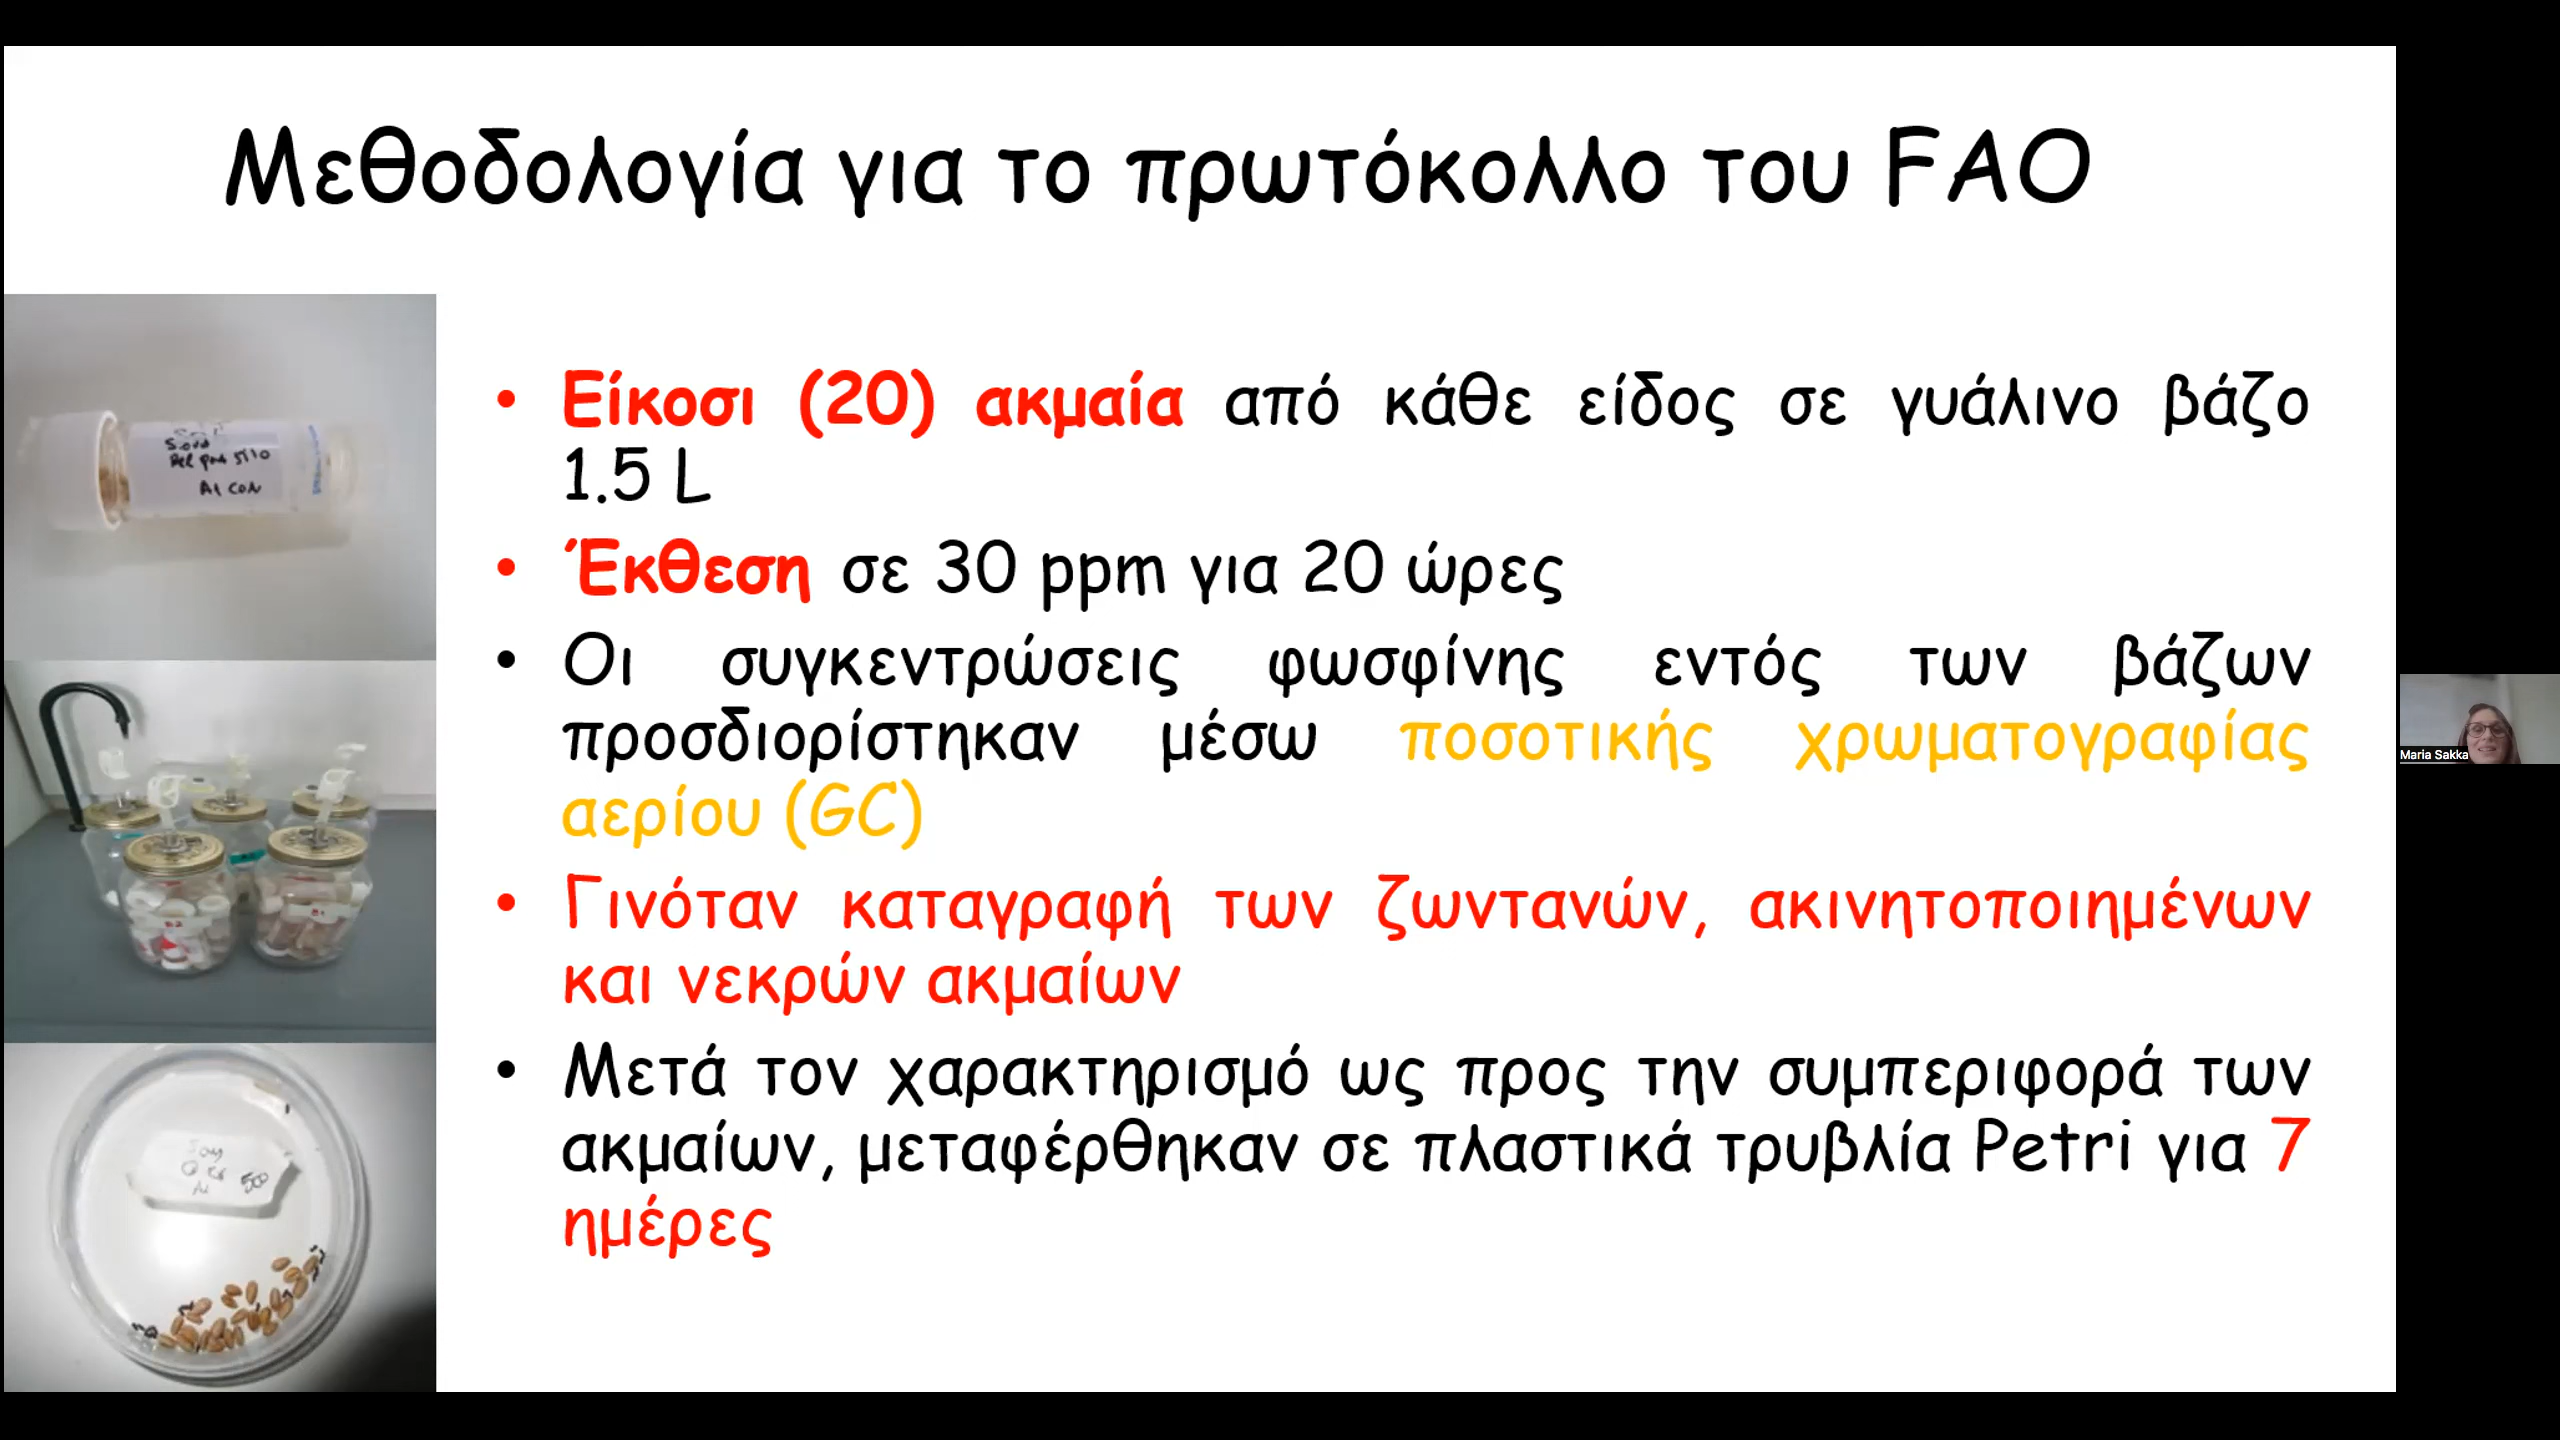 Μεθοδολογία για το πρωτόκολλο του FAO
• Είκοσι (20) ακμαία από κάθε είδος σε γυάλινο βάζο
1.5 L
• Έκθεση σε 30 ppm για 20 ώρες
• Οι συγκεντρώσεις φωσφίνης εντός των βάζων
προσδιορίστηκαν μέσω ποσοτικής χρωματογραφίας
αερίου (GC)
• Γινόταν καταγραφή των ζωντανών, ακινητοποιημένων
και νεκρών ακμαίων
• Μετά τον χαρακτηρισμό ως προς την συμπεριφορά των
ακμαίων, μεταφέρθηκαν σε πλαστικά τρυβλία Petri για 7
ημέρες
Maria Sakka